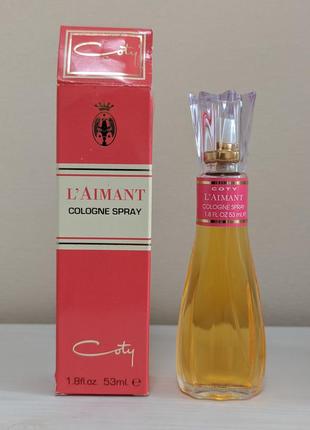 Coty
L'AIMANT
COLOGNE SPRAY
Coty
1.8fl.oz. 53ml. e
COTY
L'AIMANT
COLOGNE SPRAY
1.8 FL OZ 53 ml e